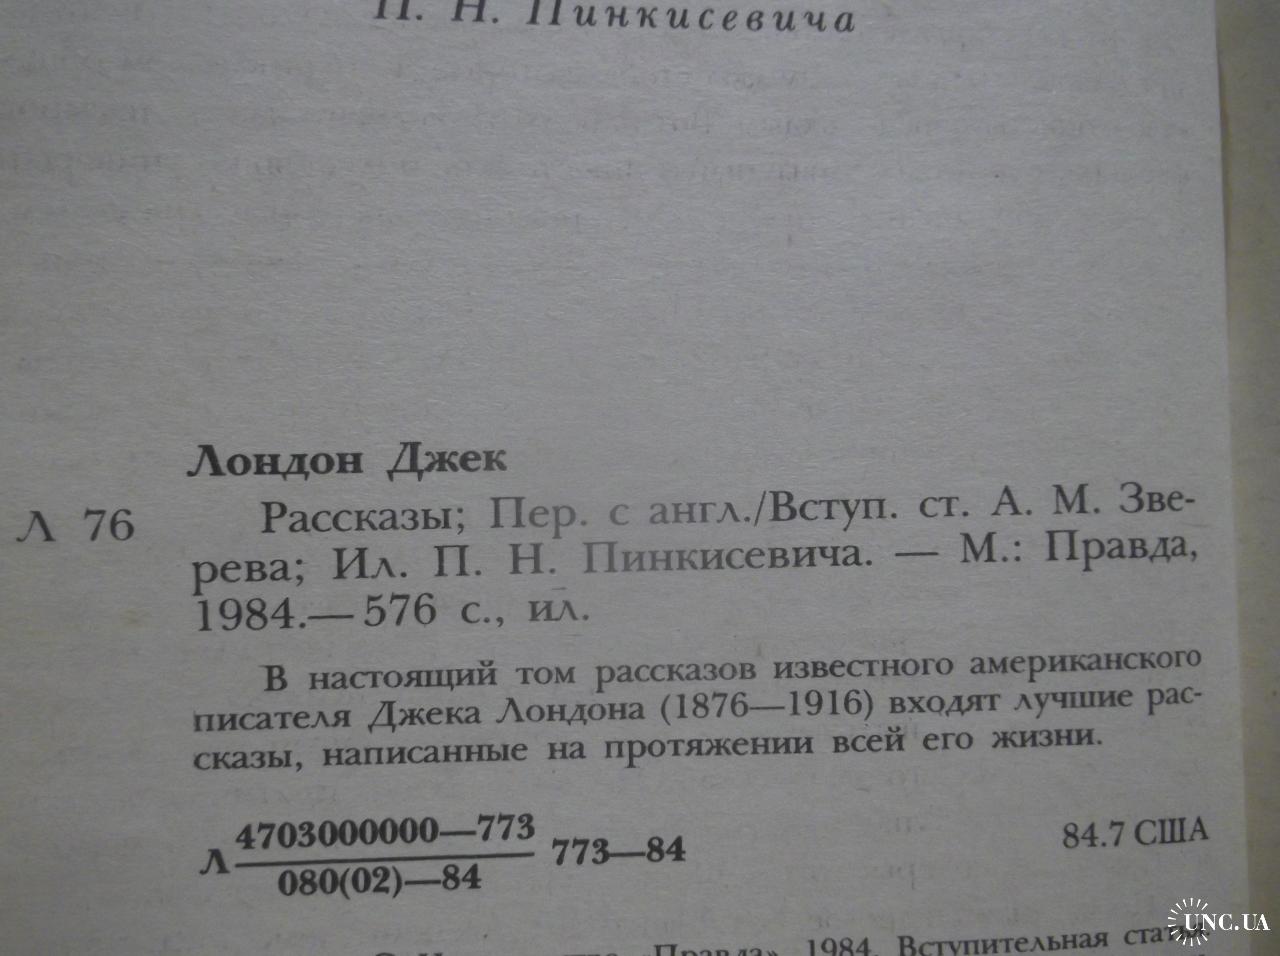 П. Н. Пинкисевича
Лондон Джек
Л 76 Рассказы; Пер. с англ./Вступ. ст. А. М. Зве-
рева; Ил. П. Н. Пинкисевича. — М.: Правда,
1984.— 576 с., ил.
В настоящий том рассказов известного американского
писателя Джека Лондона (1876—1916) входят лучшие рас-
сказы, написанные на протяжении всей его жизни.
4703000000—773
Л 773—84 84.7 США
080(02)—84
«Правда», 1984. Вступительная статья.
UNC.UA